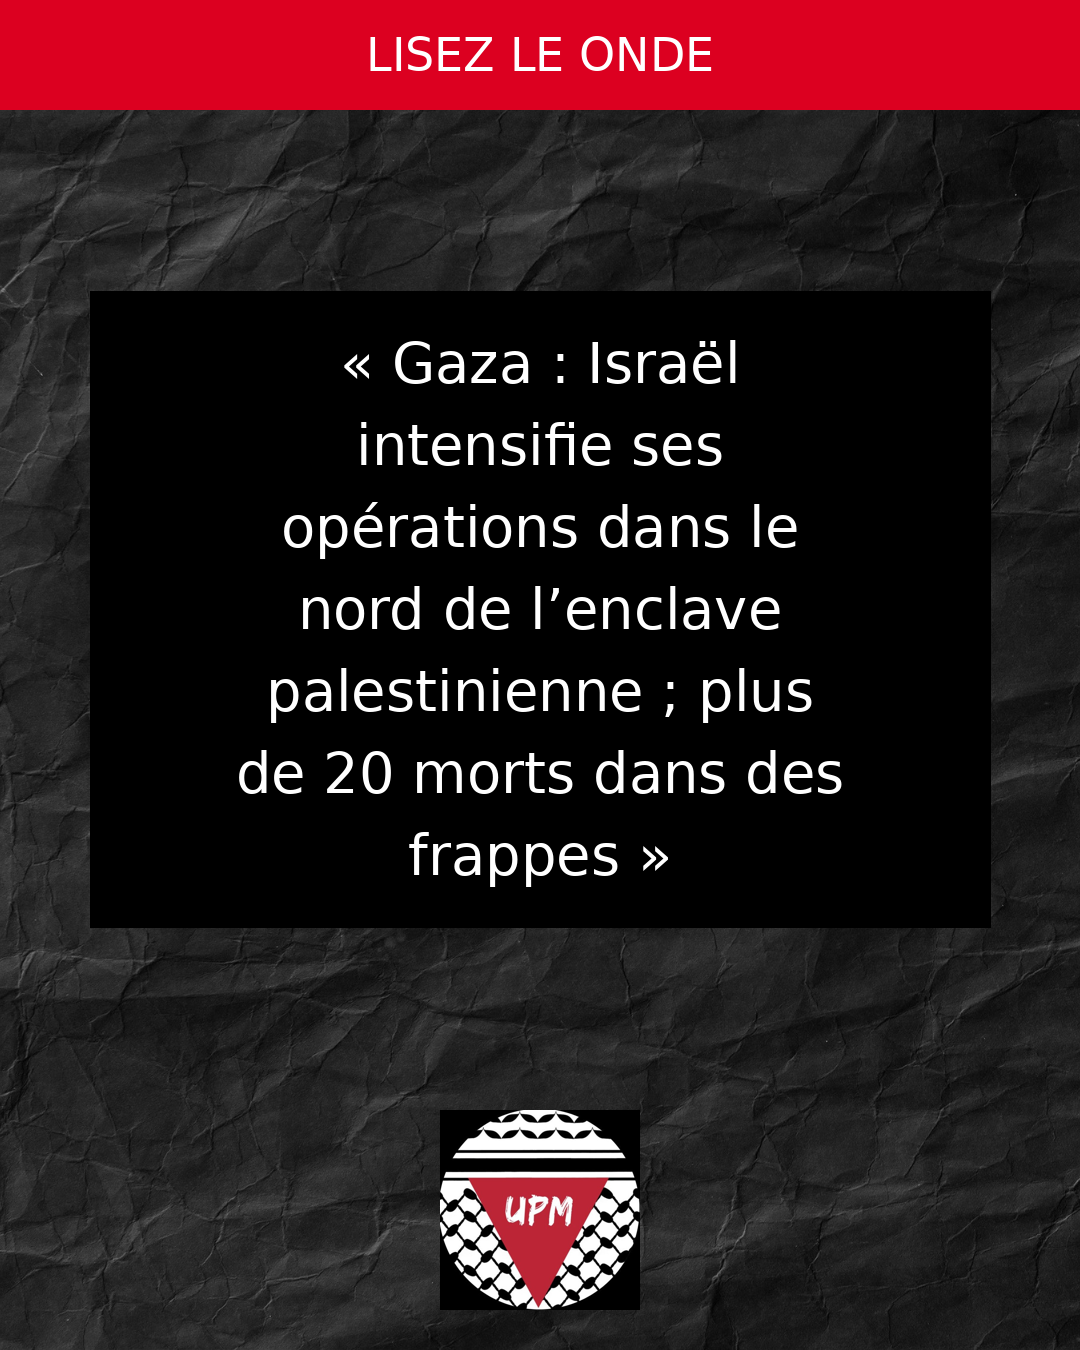 LISEZ LE ONDE
« Gaza : Israël
intensifie ses
opérations dans le
nord de l’enclave
palestinienne ; plus
de 20 morts dans des
frappes »
UPM